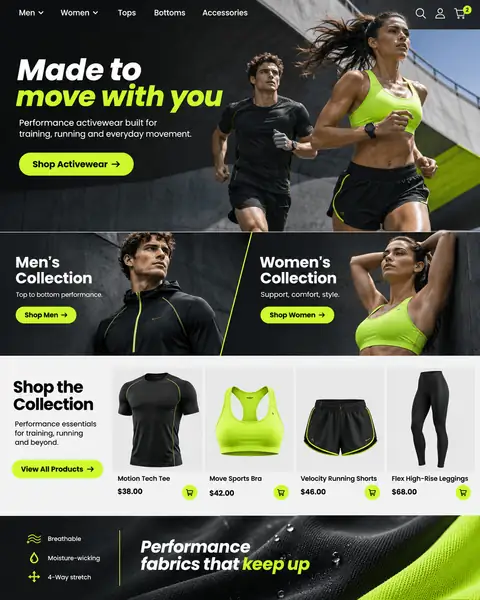 Men
Women
Tops
Bottoms
Accessories
2
Made to
move with you
Performance activewear built for
training, running and everyday movement.
Shop Activewear →
Men's
Collection
Top to bottom performance.
Shop Men →
Women's
Collection
Support, comfort, style.
Shop Women →
Shop the
Collection
Performance essentials
for training, running
and beyond.
View All Products →
Motion Tech Tee
$38.00
Move Sports Bra
$42.00
Velocity Running Shorts
$46.00
Flex High-Rise Leggings
$68.00
Breathable
Moisture-wicking
4-Way stretch
Performance
fabrics that keep up